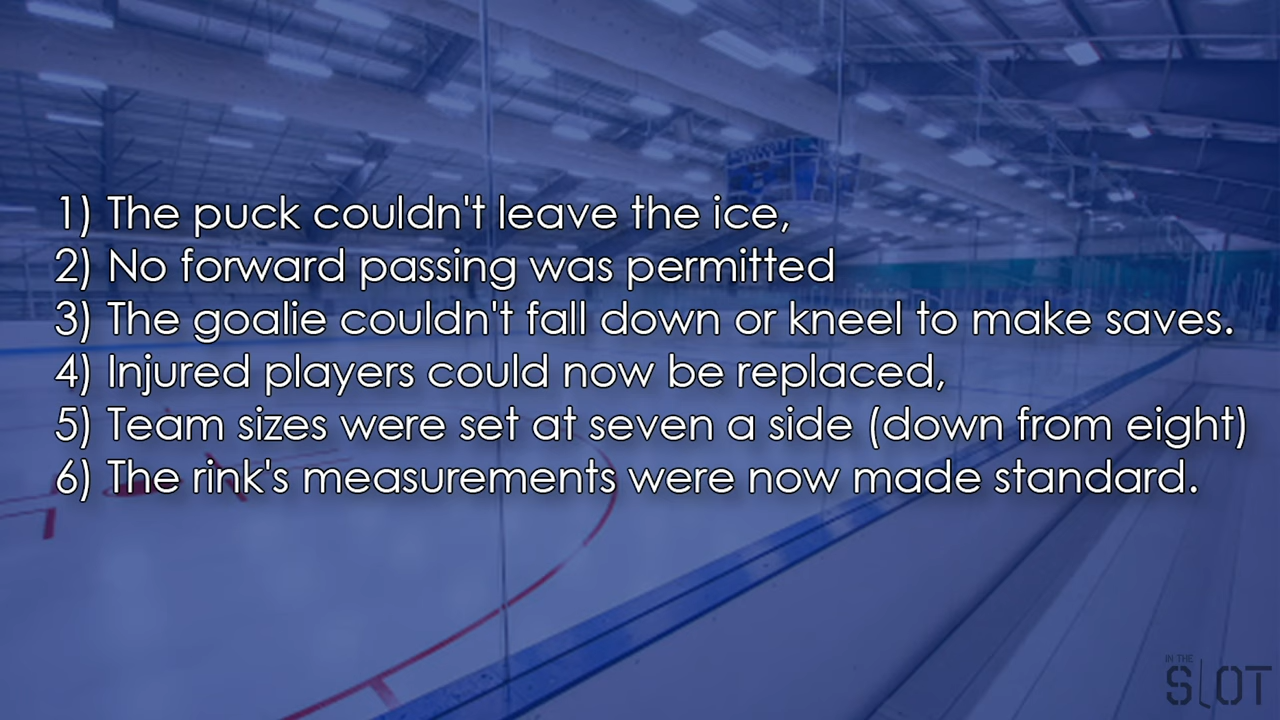 1) The puck couldn't leave the ice,
2) No forward passing was permitted
3) The goalie couldn't fall down or kneel to make saves.
4) Injured players could now be replaced,
5) Team sizes were set at seven a side (down from eight)
6) The rink's measurements were now made standard.
IN THE
SLOT